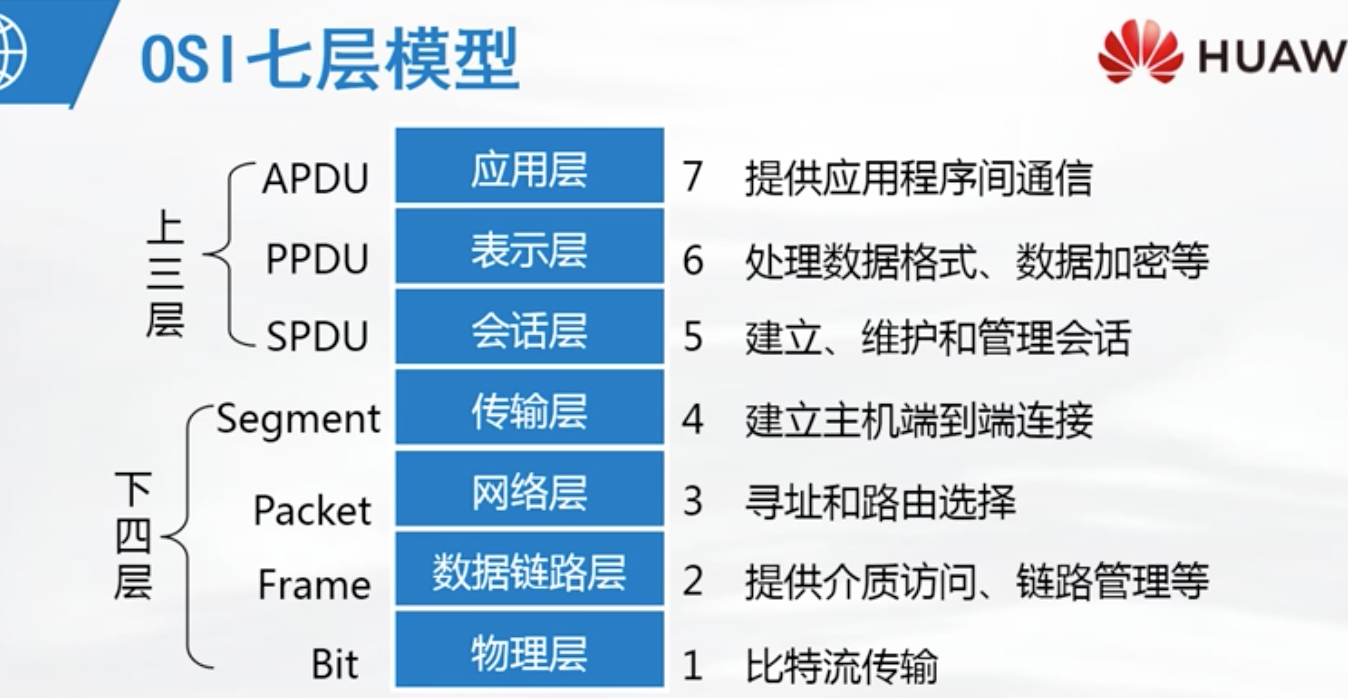 OSI七层模型
HUAW
上三层
APDU 应用层 7 提供应用程序间通信
PPDU 表示层 6 处理数据格式、数据加密等
SPDU 会话层 5 建立、维护和管理会话
下四层
Segment 传输层 4 建立主机端到端连接
Packet 网络层 3 寻址和路由选择
Frame 数据链路层 2 提供介质访问、链路管理等
Bit 物理层 1 比特流传输